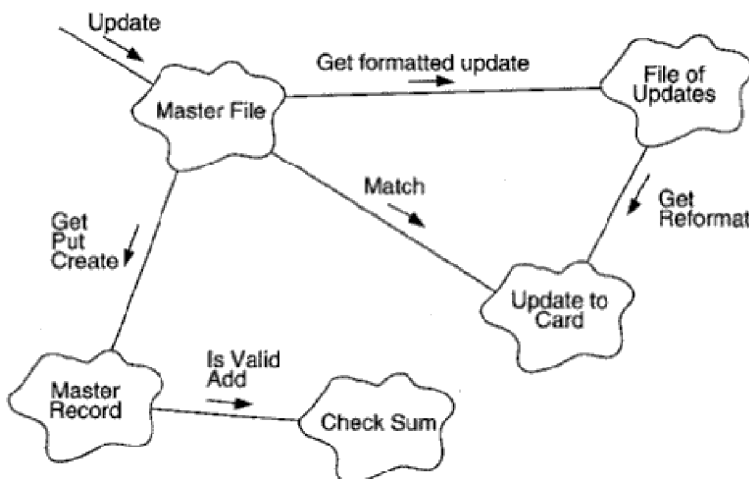 Update
Get formatted update
File of
Updates
Master File
Match
Get
Reformat
Get
Put
Create
Update to
Card
Is Valid
Add
Master
Record
Check Sum